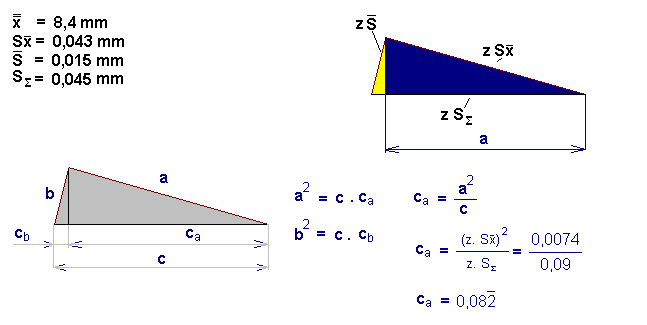 x̿ = 8,4 mm
Sx̄ = 0,043 mm
S̄ = 0,015 mm
SΣ = 0,045 mm
z S̄
z Sx̄
z SΣ
a
b
a
cb
ca
c
a² = c . ca
b² = c . cb
ca = a² / c
ca = (z. Sx̄)² / z. SΣ = 0,0074 / 0,09
ca = 0,082̅